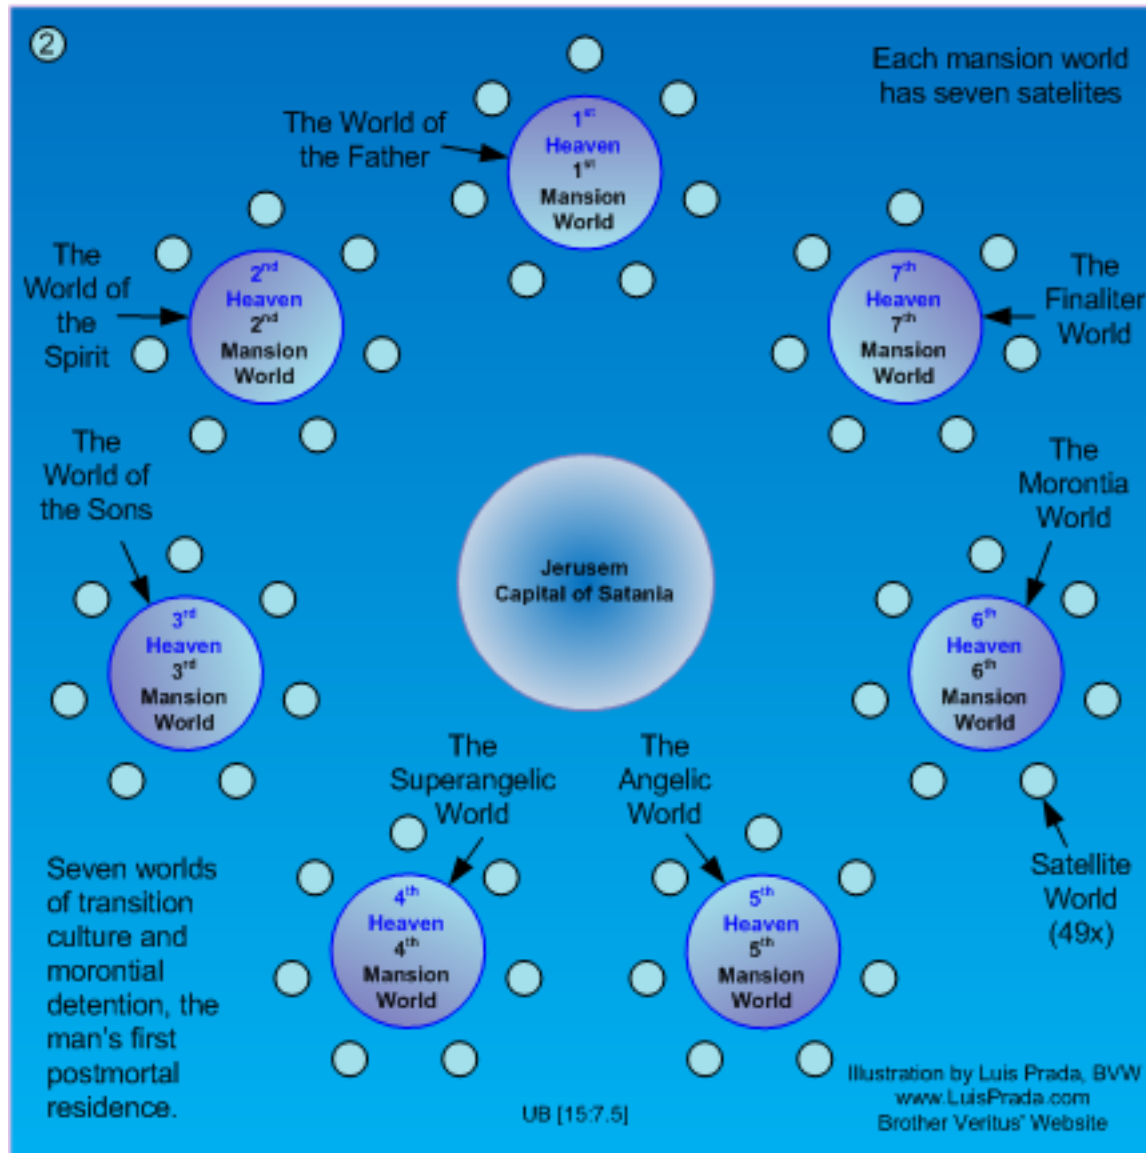 2
Each mansion world
has seven satelites
The World of
the Father
1st
Heaven
1st
Mansion
World
The
World of
the
Spirit
2nd
Heaven
2nd
Mansion
World
7th
Heaven
7th
Mansion
World
The
Finaliter
World
The
World of
the Sons
3rd
Heaven
3rd
Mansion
World
Jerusem
Capital of Satania
The
Morontia
World
6th
Heaven
6th
Mansion
World
The
Superangelic
World
4th
Heaven
4th
Mansion
World
The
Angelic
World
5th
Heaven
5th
Mansion
World
Satellite
World
(49x)
Seven worlds
of transition
culture and
morontial
detention, the
man's first
postmortal
residence.
UB [15:7.5]
Illustration by Luis Prada, BVW
www.LuisPrada.com
Brother Veritus' Website